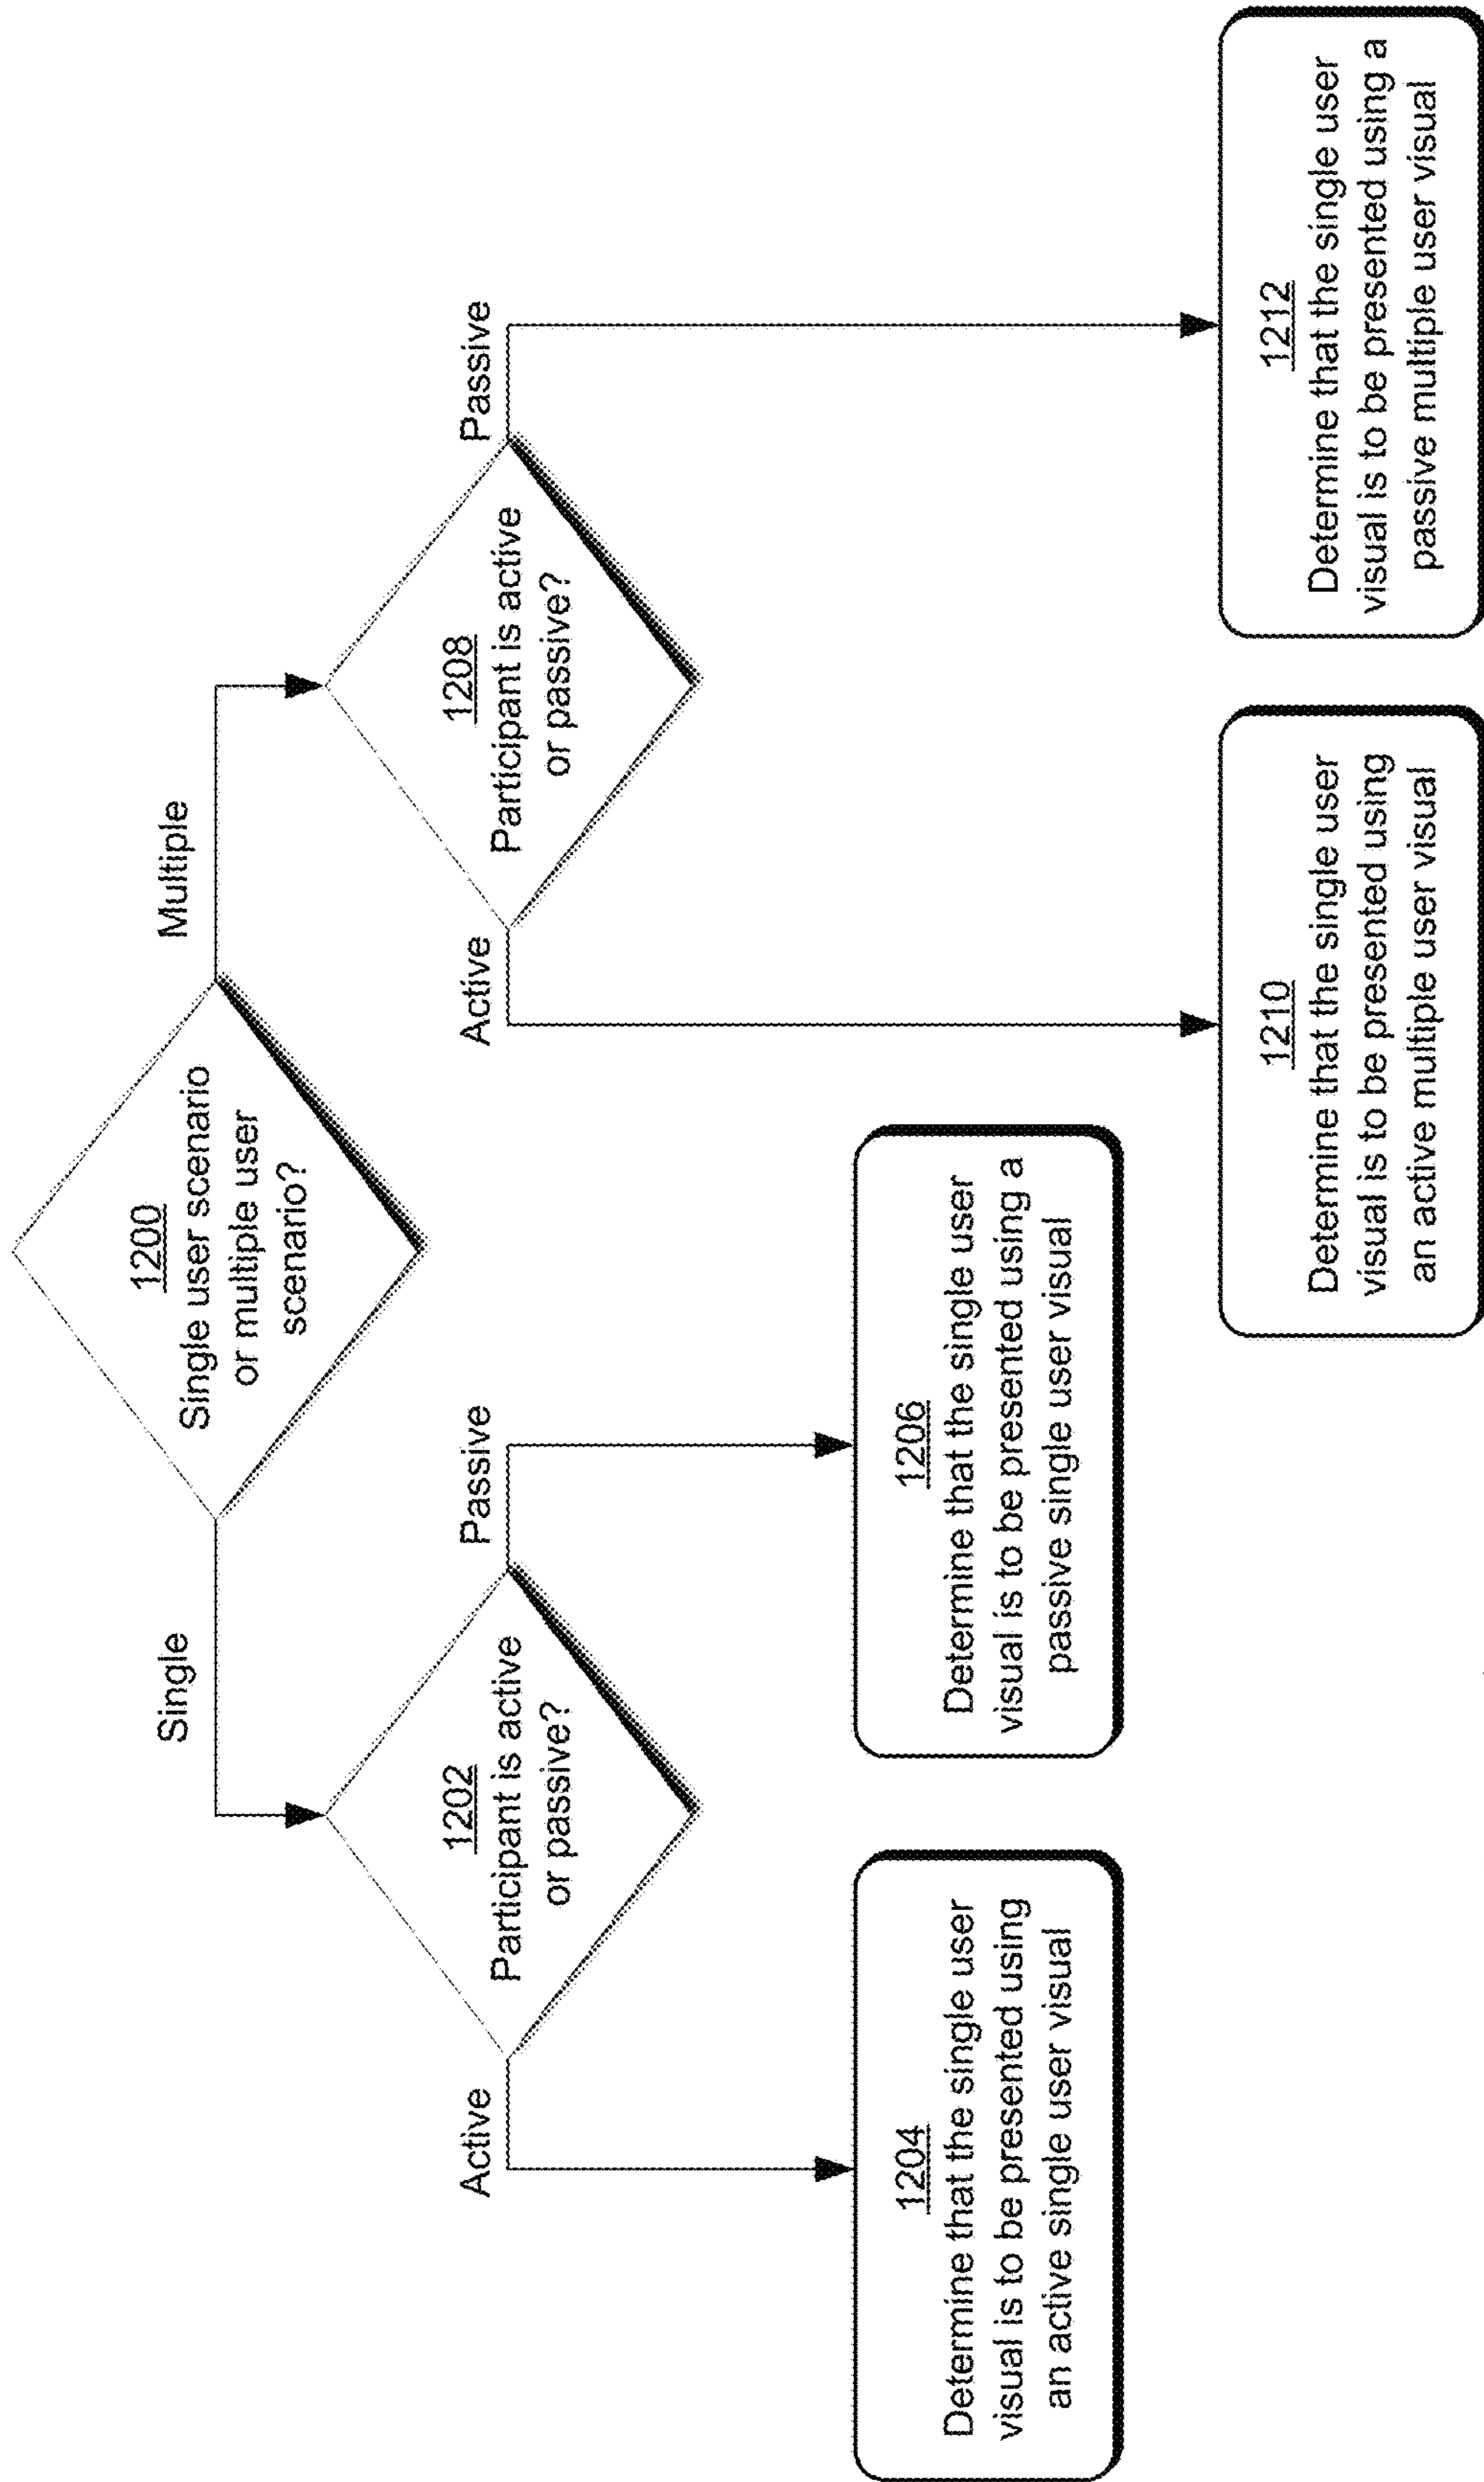 1200
Single user scenario
or multiple user
scenario?
Single
Multiple
1202
Participant is active
or passive?
Active
Passive
1208
Participant is active
or passive?
Active
Passive
1204
Determine that the single user
visual is to be presented using
an active single user visual
1206
Determine that the single user
visual is to be presented using a
passive single user visual
1210
Determine that the single user
visual is to be presented using
an active multiple user visual
1212
Determine that the single user
visual is to be presented using a
passive multiple user visual